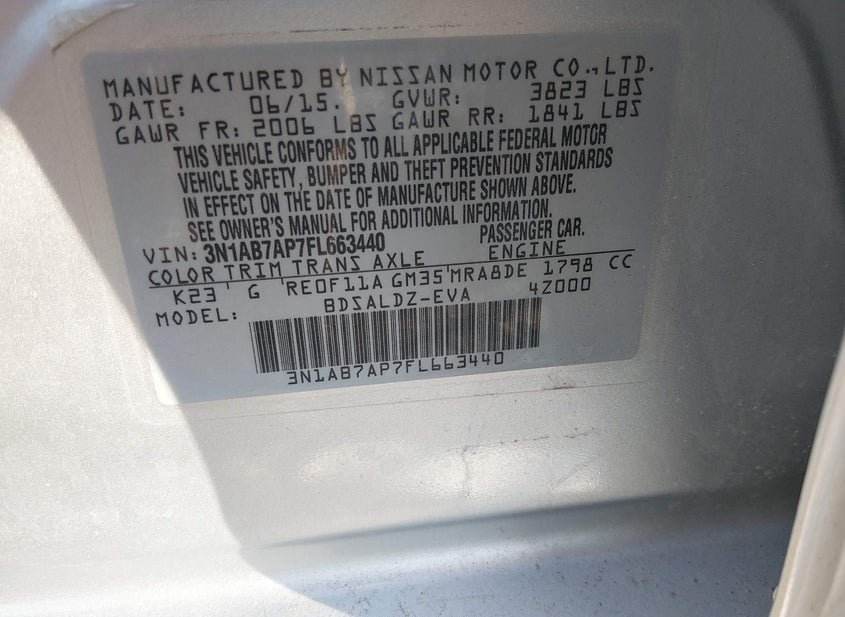 MANUFACTURED BY NISSAN MOTOR CO.,LTD.
DATE: 06/15. GVWR: 3823 LBS
GAWR FR: 2006 LBS GAWR RR: 1841 LBS
THIS VEHICLE CONFORMS TO ALL APPLICABLE FEDERAL MOTOR
VEHICLE SAFETY, BUMPER AND THEFT PREVENTION STANDARDS
IN EFFECT ON THE DATE OF MANUFACTURE SHOWN ABOVE.
SEE OWNER'S MANUAL FOR ADDITIONAL INFORMATION.
VIN: 3N1AB7AP7FL663440 PASSENGER CAR.
COLOR TRIM TRANS AXLE ENGINE
K23 G RE0F11A GM35 MRA8DE 1798 CC
MODEL: BDSALDZ-EVA 4Z000
3N1AB7AP7FL663440